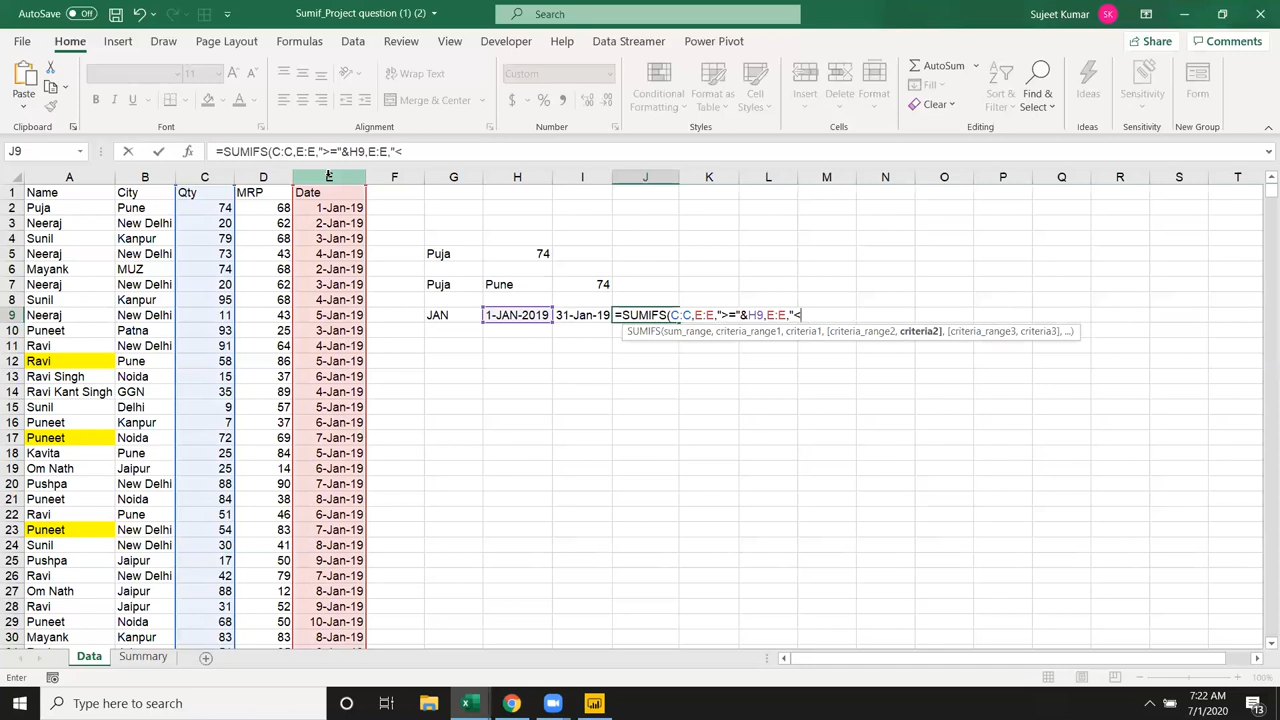 AutoSave Off Sumif_Project question (1) (2) Search Sujeet Kumar SK
File Home Insert Draw Page Layout Formulas Data Review View Developer Help Data Streamer Power Pivot Share Comments
Paste 11 Wrap Text Custom Conditional Formatting Format as Table Cell Styles Insert Delete Format AutoSum Fill Clear Sort & Filter Find & Select Ideas Sensitivity Form
B I U Merge & Center $ % 
Clipboard Font Alignment Number Styles Cells Editing Ideas Sensitivity New Group
J9 fx =SUMIFS(C:C,E:E,">="&H9,E:E,"<
A B C D E F G H I J K L M N O P Q R S T
1 Name City Qty MRP Date
2 Puja Pune 74 68 1-Jan-19
3 Neeraj New Delhi 20 62 2-Jan-19
4 Sunil Kanpur 79 68 3-Jan-19
5 Neeraj New Delhi 73 43 4-Jan-19 Puja 74
6 Mayank MUZ 74 68 2-Jan-19
7 Neeraj New Delhi 20 62 3-Jan-19 Puja Pune 74
8 Sunil Kanpur 95 68 4-Jan-19
9 Neeraj New Delhi 11 43 5-Jan-19 JAN 1-JAN-2019 31-Jan-19 =SUMIFS(C:C,E:E,">="&H9,E:E,"<
SUMIFS(sum_range, criteria_range1, criteria1, [criteria_range2, criteria2], [criteria_range3, criteria3], ...)
10 Puneet Patna 93 25 3-Jan-19
11 Ravi Pune 91 64 4-Jan-19
12 Ravi Pune 58 86 5-Jan-19
13 Ravi Singh Noida 15 37 6-Jan-19
14 Ravi Kant Singh GGN 35 89 4-Jan-19
15 Sunil Delhi 9 57 5-Jan-19
16 Puneet Kanpur 7 37 6-Jan-19
17 Puneet Noida 72 69 7-Jan-19
18 Kavita Pune 25 84 5-Jan-19
19 Om Nath Jaipur 25 14 6-Jan-19
20 Pushpa New Delhi 88 90 7-Jan-19
21 Puneet Noida 84 38 8-Jan-19
22 Ravi Pune 51 46 6-Jan-19
23 Puneet New Delhi 54 83 7-Jan-19
24 Sunil New Delhi 30 41 8-Jan-19
25 Pushpa Jaipur 17 50 9-Jan-19
26 Ravi New Delhi 42 79 7-Jan-19
27 Om Nath Jaipur 88 12 8-Jan-19
28 Ravi Jaipur 31 52 9-Jan-19
29 Puneet New Delhi 68 50 10-Jan-19
30 Mayank Kanpur 83 83 8-Jan-19
Data Summary
Enter 100%
Type here to search 7:22 AM
7/1/2020